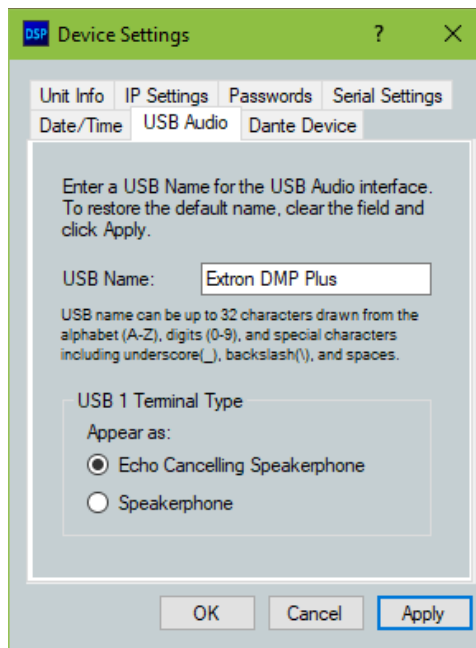 DSP Device Settings ?
Unit Info IP Settings Passwords Serial Settings
Date/Time USB Audio Dante Device
Enter a USB Name for the USB Audio interface.
To restore the default name, clear the field and
click Apply.
USB Name: Extron DMP Plus
USB name can be up to 32 characters drawn from the
alphabet (A-Z), digits (0-9), and special characters
including underscore(_), backslash(\), and spaces.
USB 1 Terminal Type
Appear as:
Echo Cancelling Speakerphone
Speakerphone
OK Cancel Apply